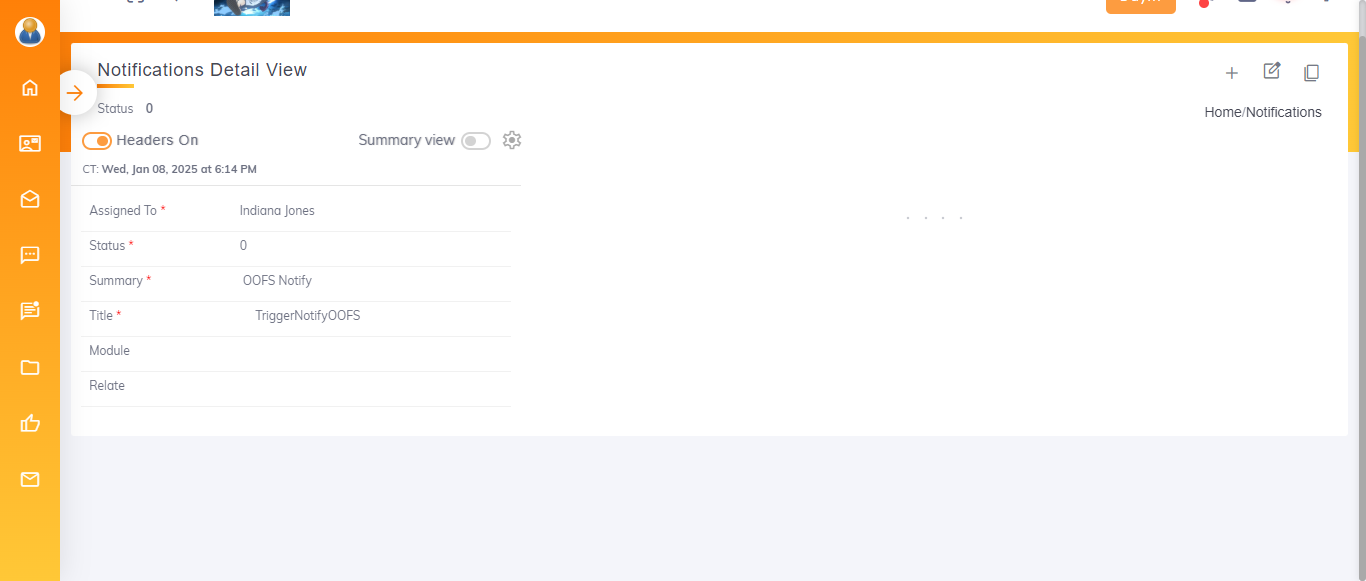 Notifications Detail View
Status 0
Home/Notifications
Headers On
Summary view
CT: Wed, Jan 08, 2025 at 6:14 PM
Assigned To * Indiana Jones
Status * 0
Summary * OOFS Notify
Title * TriggerNotifyOOFS
Module
Relate